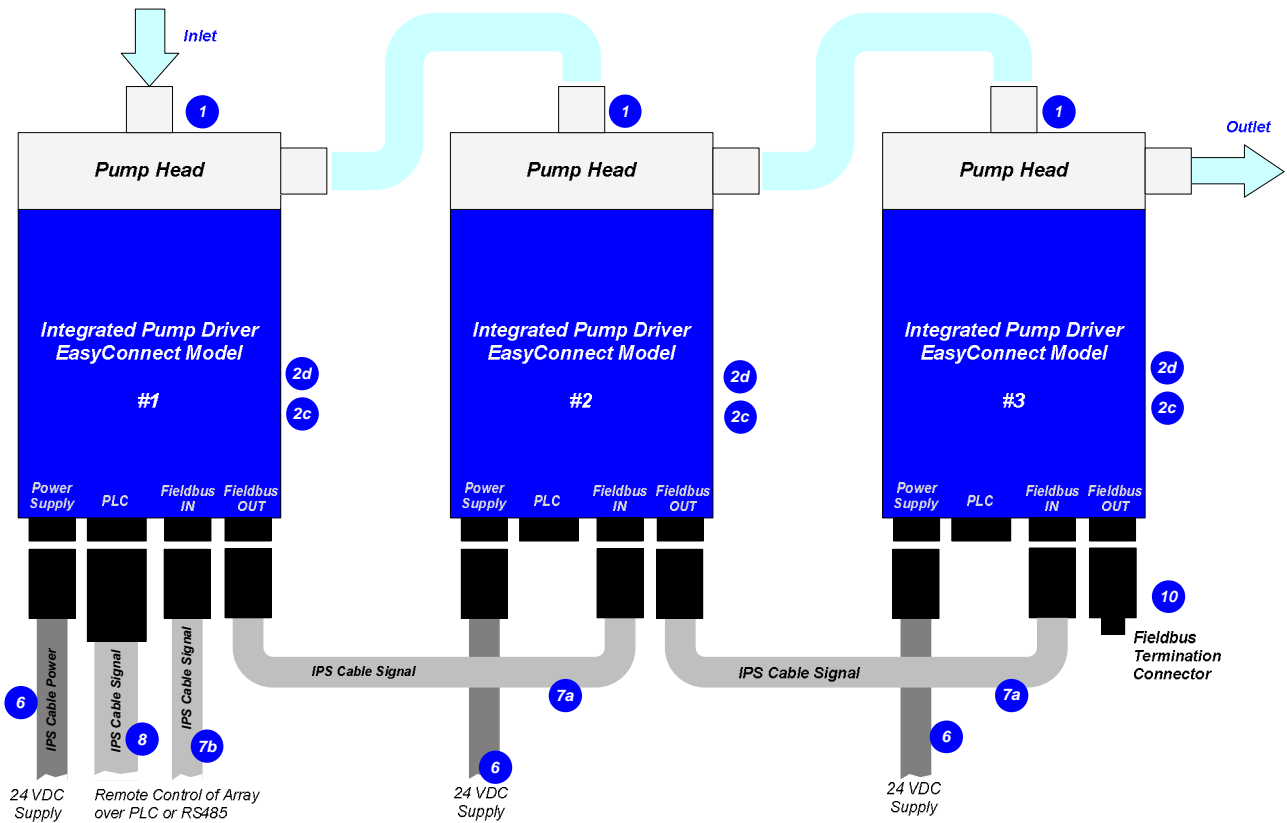 Inlet
1
1
1
Outlet
Pump Head
Pump Head
Pump Head
Integrated Pump Driver
EasyConnect Model
#1
2d
2c
Integrated Pump Driver
EasyConnect Model
#2
2d
2c
Integrated Pump Driver
EasyConnect Model
#3
2d
2c
Power
Supply
PLC
Fieldbus
IN
Fieldbus
OUT
Power
Supply
PLC
Fieldbus
IN
Fieldbus
OUT
Power
Supply
PLC
Fieldbus
IN
Fieldbus
OUT
10
Fieldbus
Termination
Connector
IPS Cable Power
IPS Cable Signal
IPS Cable Signal
IPS Cable Signal
IPS Cable Signal
6
8
7b
7a
6
7a
6
24 VDC
Supply
Remote Control of Array
over PLC or RS485
24 VDC
Supply
24 VDC
Supply